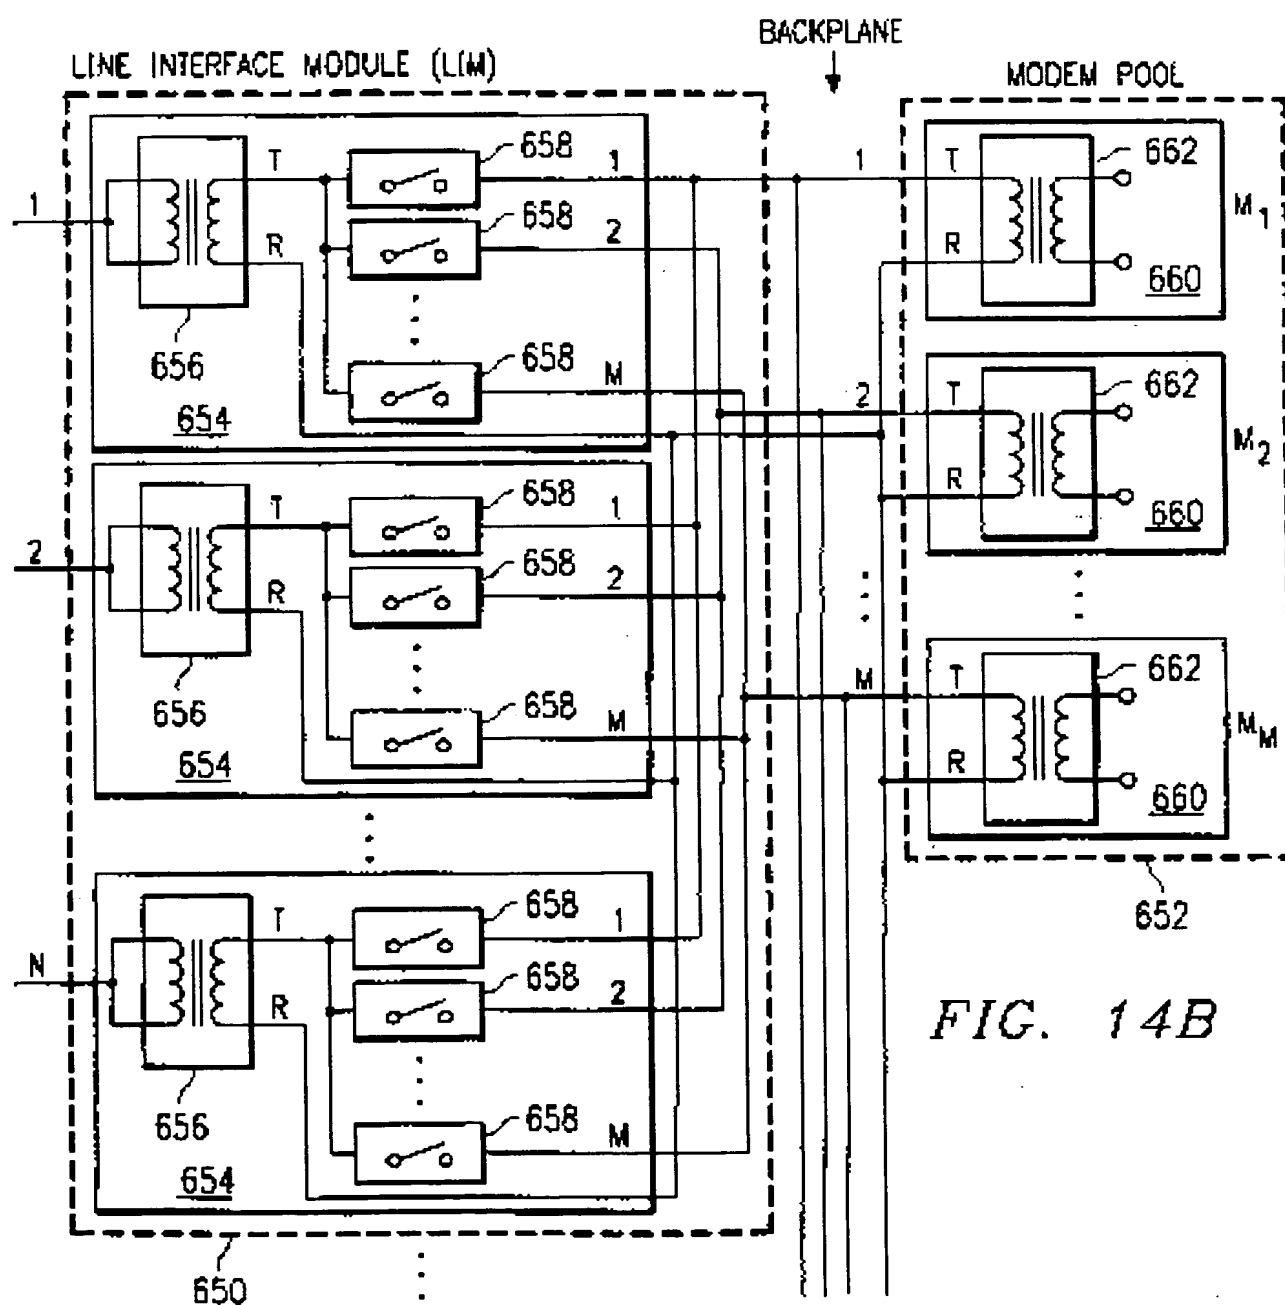 BACKPLANE
LINE INTERFACE MODULE (LIM)
MODEM POOL
1
T
R
656
654
658
1
658
2
658
M
1
T
R
662
660
M1
2
T
R
656
654
658
1
658
2
658
M
2
T
R
662
660
M2
M
T
R
662
660
MM
652
N
T
R
656
654
658
1
658
2
658
M
650
FIG. 14B